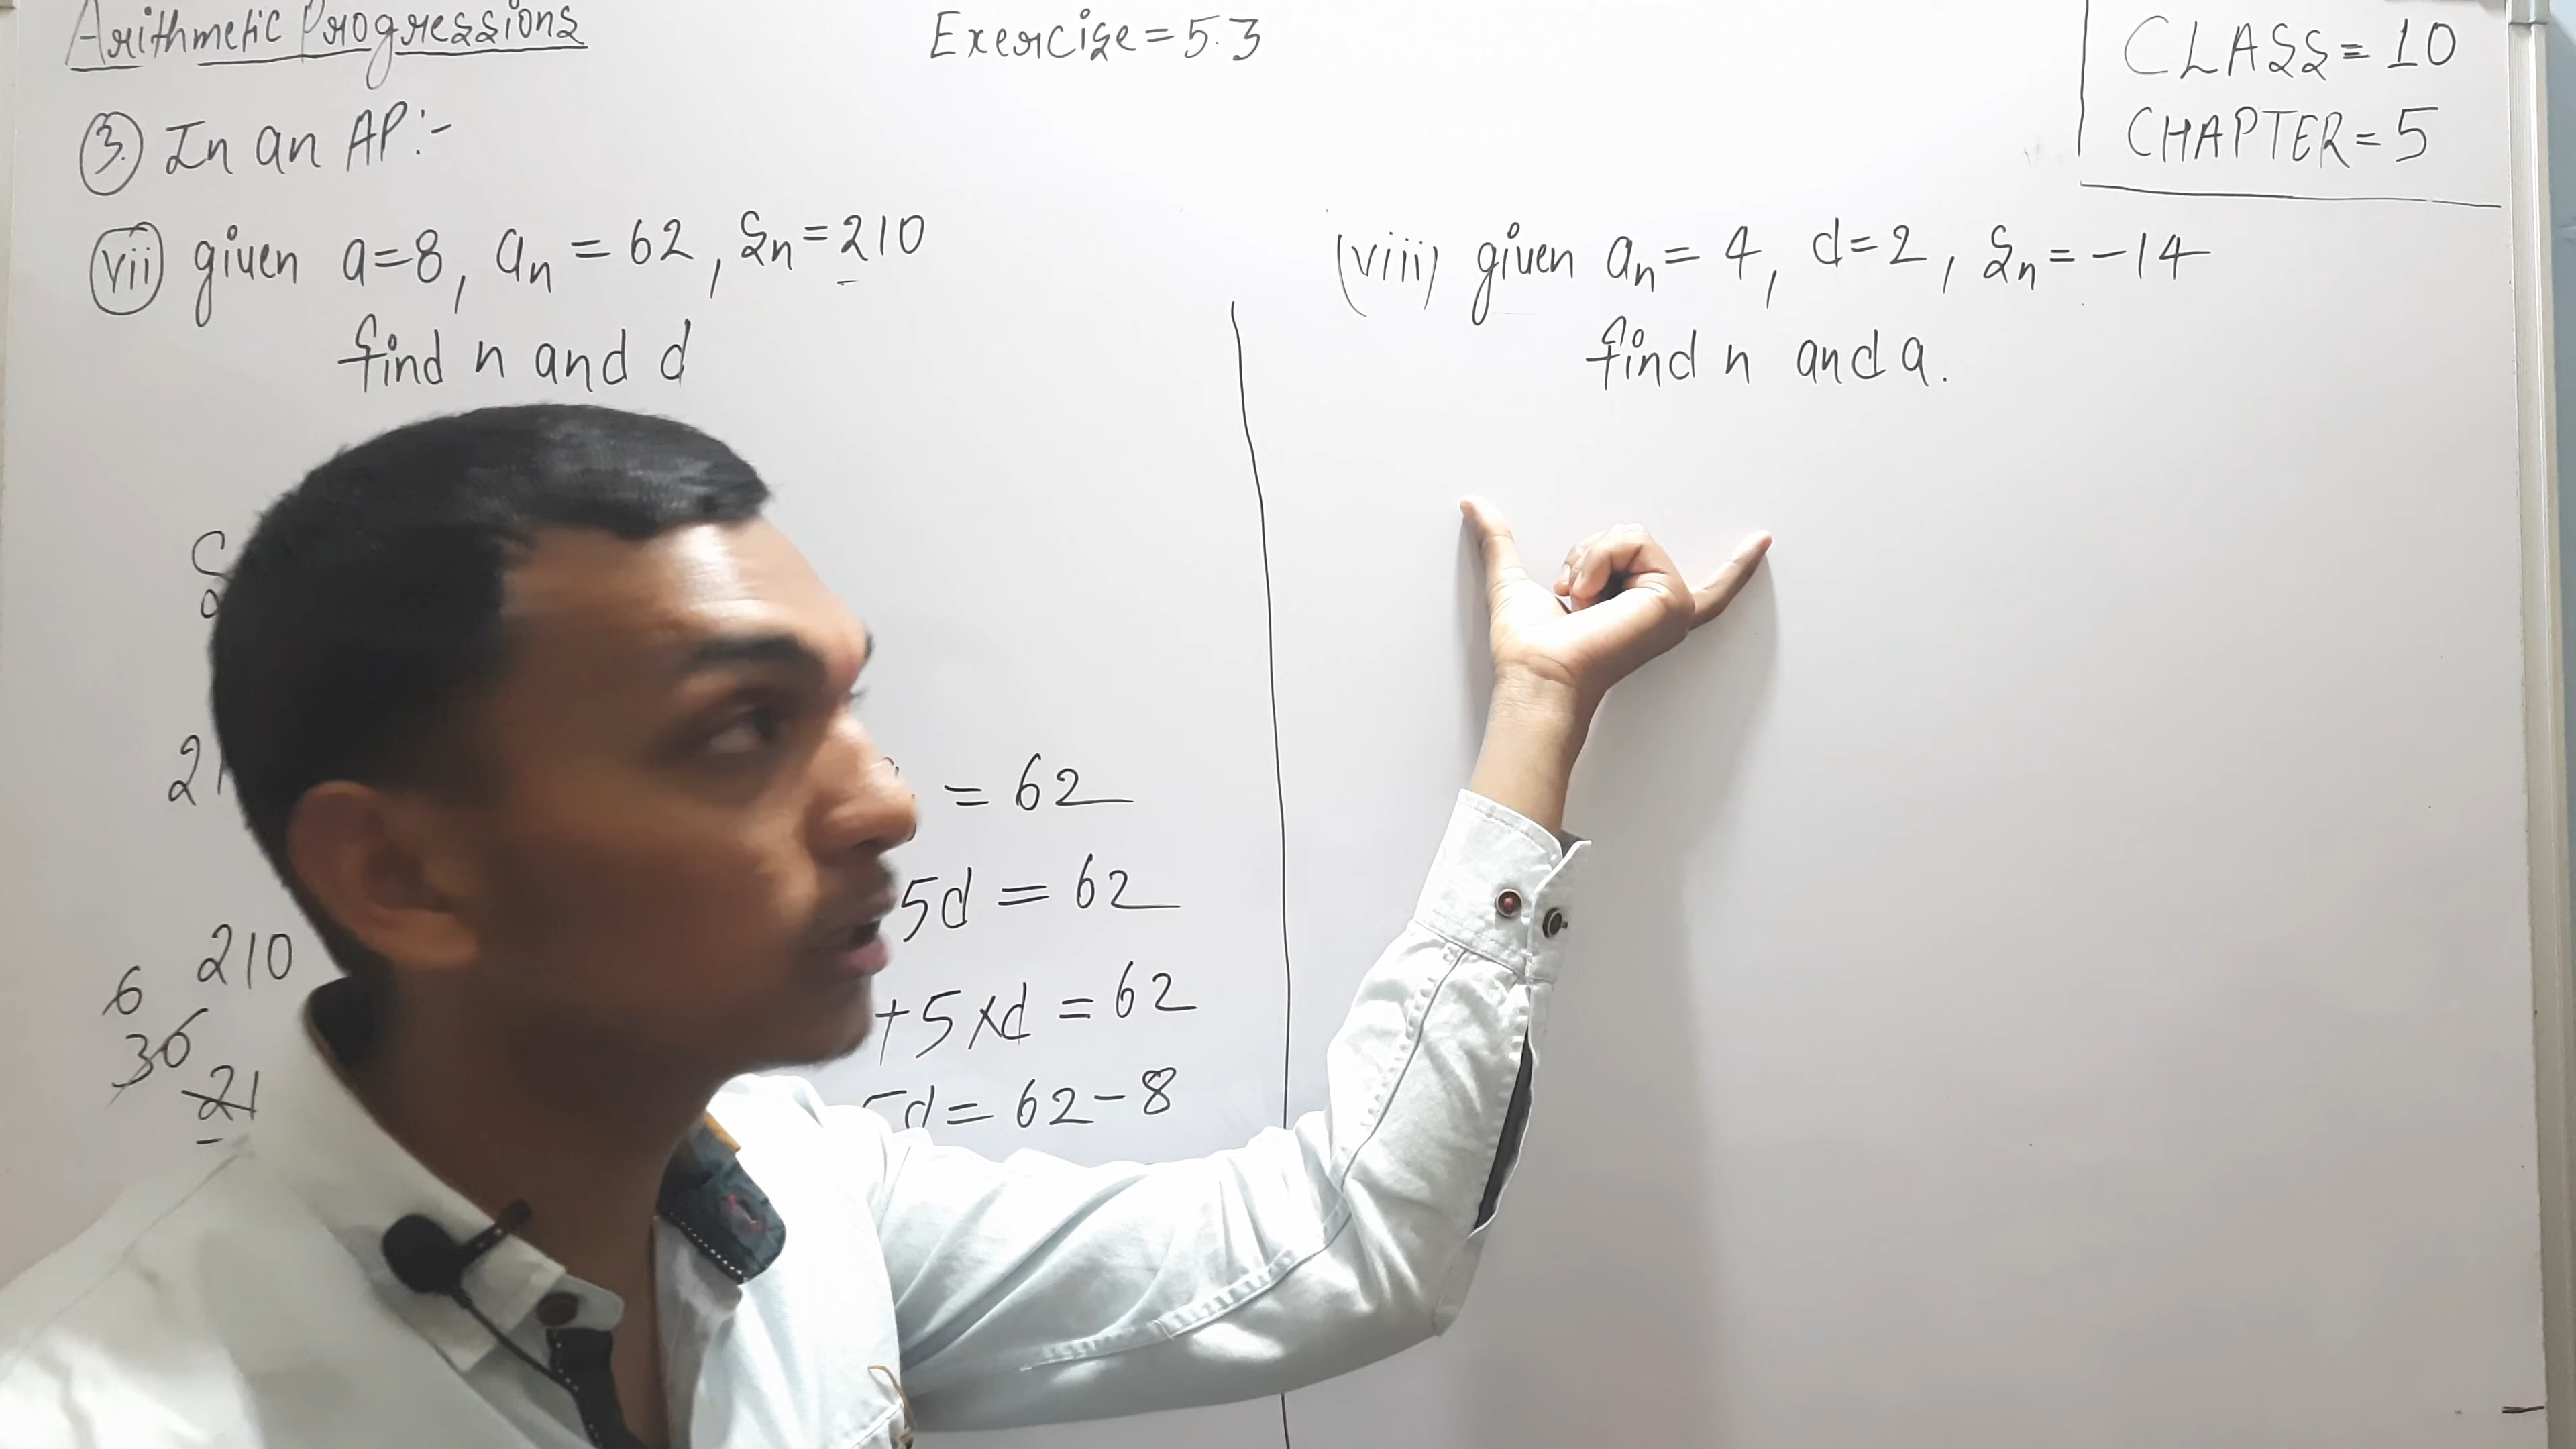 Arithmetic Progressions
Exercise = 5.3
CLASS = 10
CHAPTER = 5
3. In an AP:-
vii given a=8, an = 62, Sn = 210
find n and d
(viii) given an = 4, d=2, Sn = -14
find n and a.
S
21
= 62
5d = 62
210
6
+5×d = 62
36
21
5d = 62-8